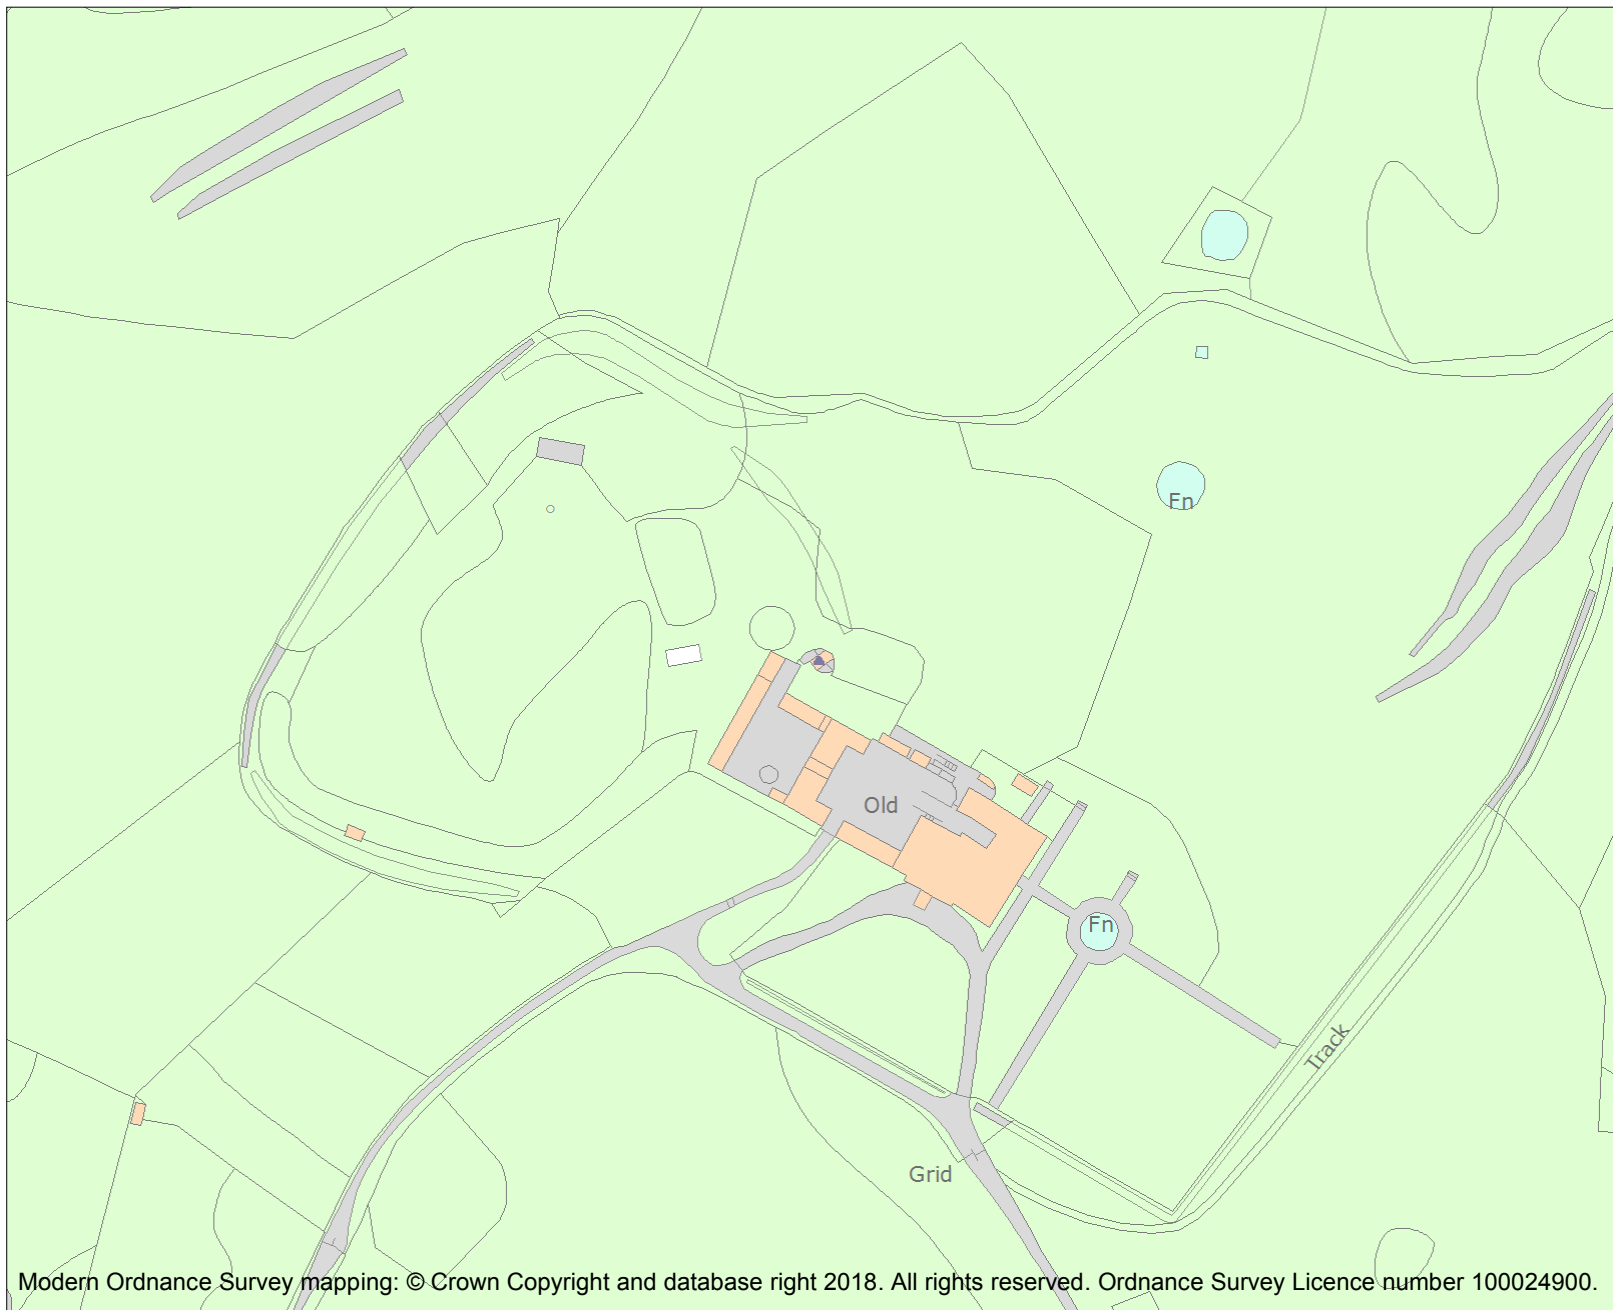 Fn
Old
Fn
Track
Grid
Modern Ordnance Survey mapping: © Crown Copyright and database right 2018. All rights reserved. Ordnance Survey Licence number 100024900.